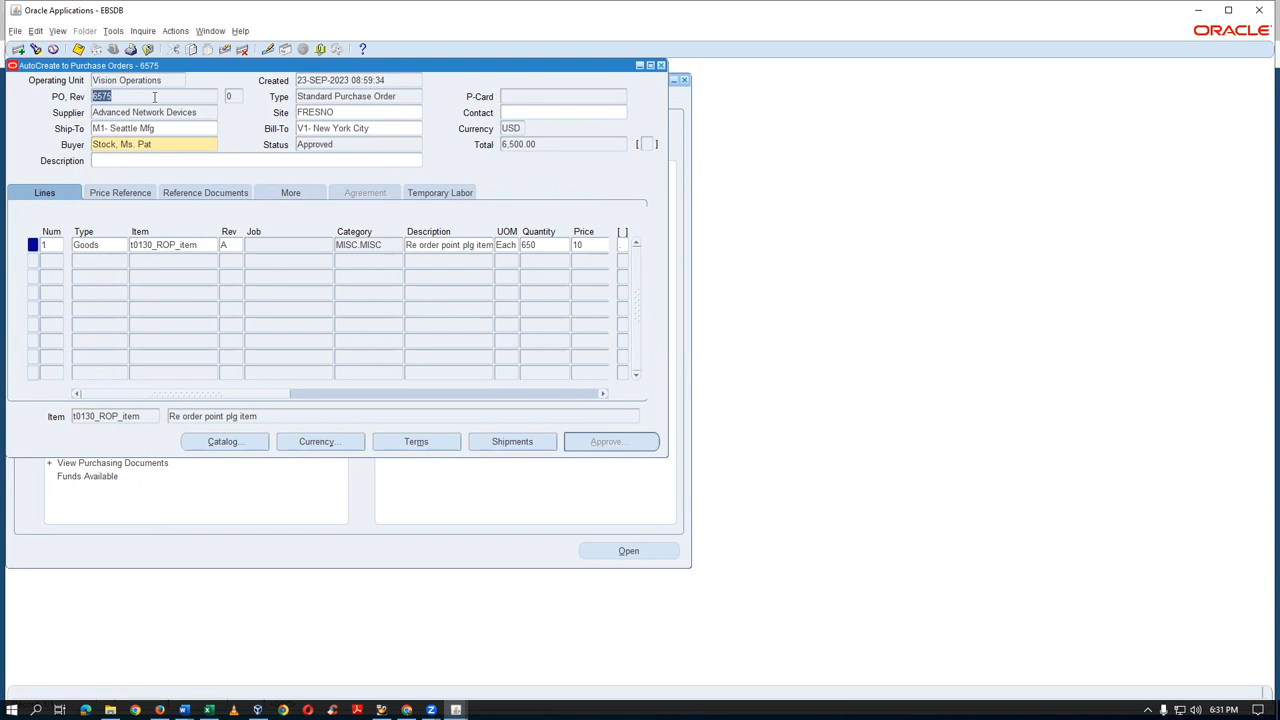 Oracle Applications - EBSDB
File Edit View Folder Tools Inquire Actions Window Help
ORACLE
AutoCreate to Purchase Orders - 6575
Operating Unit Vision Operations Created 23-SEP-2023 08:59:34
PO, Rev 6575 0 Type Standard Purchase Order P-Card
Supplier Advanced Network Devices Site FRESNO Contact
Ship-To M1- Seattle Mfg Bill-To V1- New York City Currency USD
Buyer Stock, Ms. Pat Status Approved Total 6,500.00 [ ]
Description
Lines Price Reference Reference Documents More Agreement Temporary Labor
Num Type Item Rev Job Category Description UOM Quantity Price [ ]
1 Goods t0130_ROP_item A MISC.MISC Re order point plg item Each 650 10 .
Item t0130_ROP_item Re order point plg item
Catalog... Currency... Terms Shipments Approve...
+ View Purchasing Documents
Funds Available
Open
6:31 PM